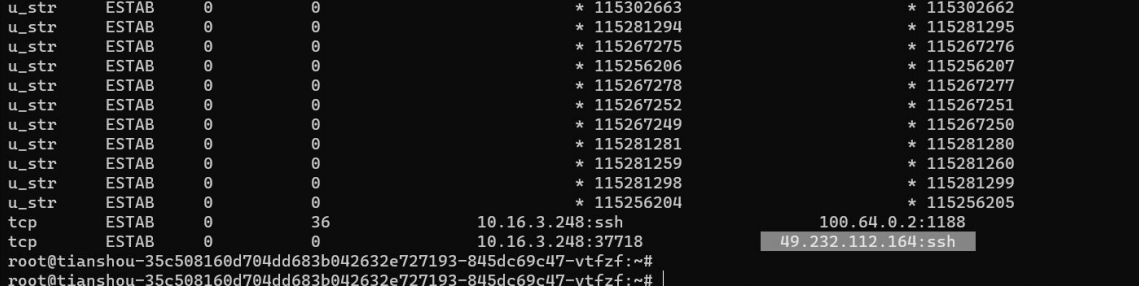 u_str ESTAB 0 0 * 115302663 * 115302662
u_str ESTAB 0 0 * 115281294 * 115281295
u_str ESTAB 0 0 * 115267275 * 115267276
u_str ESTAB 0 0 * 115256206 * 115256207
u_str ESTAB 0 0 * 115267278 * 115267277
u_str ESTAB 0 0 * 115267252 * 115267251
u_str ESTAB 0 0 * 115267249 * 115267250
u_str ESTAB 0 0 * 115281281 * 115281280
u_str ESTAB 0 0 * 115281259 * 115281260
u_str ESTAB 0 0 * 115281298 * 115281299
u_str ESTAB 0 0 * 115256204 * 115256205
tcp ESTAB 0 36 10.16.3.248:ssh 100.64.0.2:1188
tcp ESTAB 0 0 10.16.3.248:37718 49.232.112.164:ssh
root@tianshou-35c508160d704dd683b042632e727193-845dc69c47-vtfzf:~#
root@tianshou-35c508160d704dd683b042632e727193-845dc69c47-vtfzf:~#